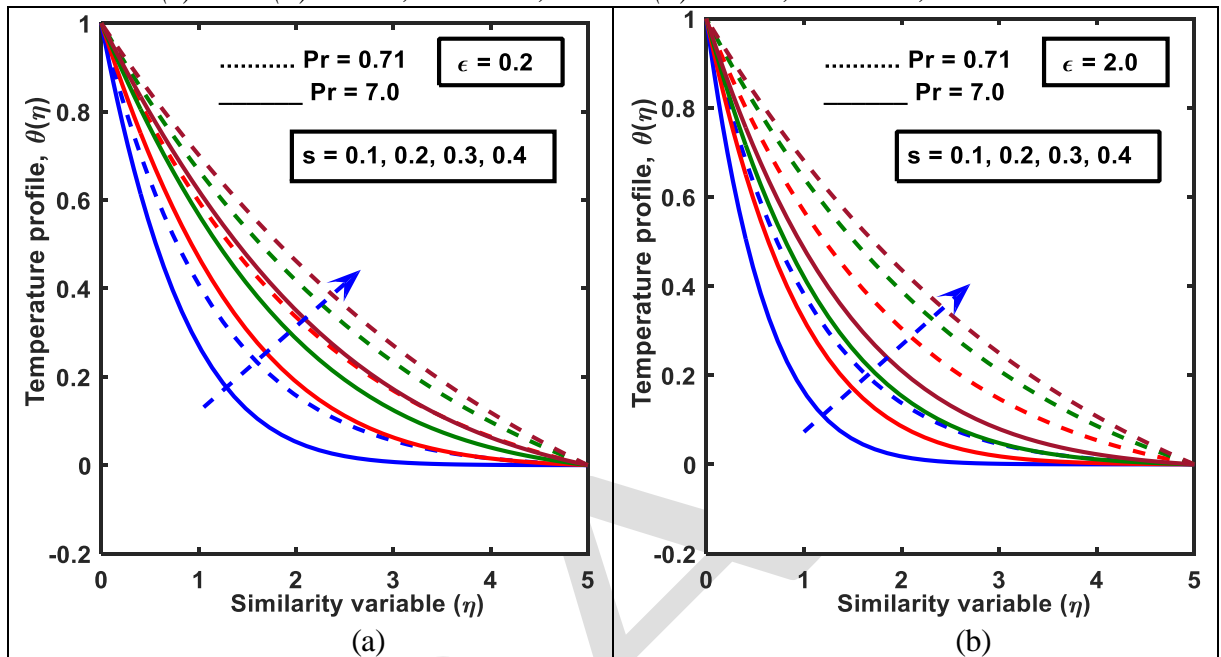 1
0.8
0.6
0.4
0.2
0
-0.2
Temperature profile, θ(η)
........... Pr = 0.71
Pr = 7.0
ϵ = 0.2
s = 0.1, 0.2, 0.3, 0.4
0 1 2 3 4 5
Similarity variable (η)
(a)
1
0.8
0.6
0.4
0.2
0
-0.2
Temperature profile, θ(η)
........... Pr = 0.71
Pr = 7.0
ϵ = 2.0
s = 0.1, 0.2, 0.3, 0.4
0 1 2 3 4 5
Similarity variable (η)
(b)